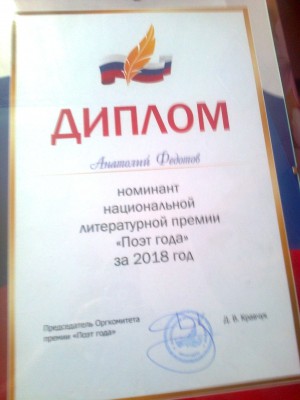 ДИПЛОМ
Анатолий Федотов
номинант
национальной
литературной премии
«Поэт года»
за 2018 год
Председатель Оргкомитета
премии «Поэт года»
Д. В. Кравчук